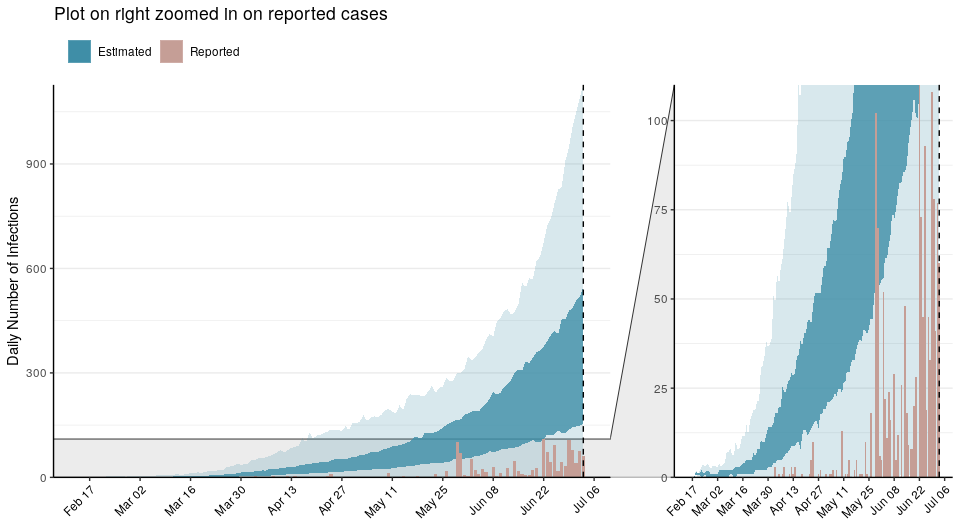 Plot on right zoomed in on reported cases
Estimated
Reported
Daily Number of Infections
900
600
300
0
Feb 17
Mar 02
Mar 16
Mar 30
Apr 13
Apr 27
May 11
May 25
Jun 08
Jun 22
Jul 06
100
75
50
25
0
Feb 17
Mar 02
Mar 16
Mar 30
Apr 13
Apr 27
May 11
May 25
Jun 08
Jun 22
Jul 06